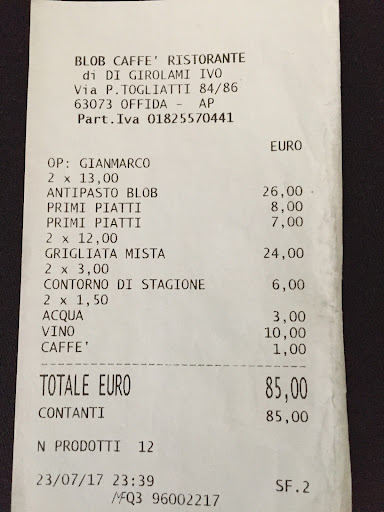 BLOB CAFFE' RISTORANTE
di DI GIROLAMI IVO
Via P.TOGLIATTI 84/86
63073 OFFIDA - AP
Part.Iva 01825570441
EURO
OP: GIANMARCO
2 x 13,00
ANTIPASTO BLOB 26,00
PRIMI PIATTI 8,00
PRIMI PIATTI 7,00
2 x 12,00
GRIGLIATA MISTA 24,00
2 x 3,00
CONTORNO DI STAGIONE 6,00
2 x 1,50
ACQUA 3,00
VINO 10,00
CAFFE' 1,00
TOTALE EURO 85,00
CONTANTI 85,00
N PRODOTTI 12
23/07/17 23:39 SF.2
MFQ3 96002217